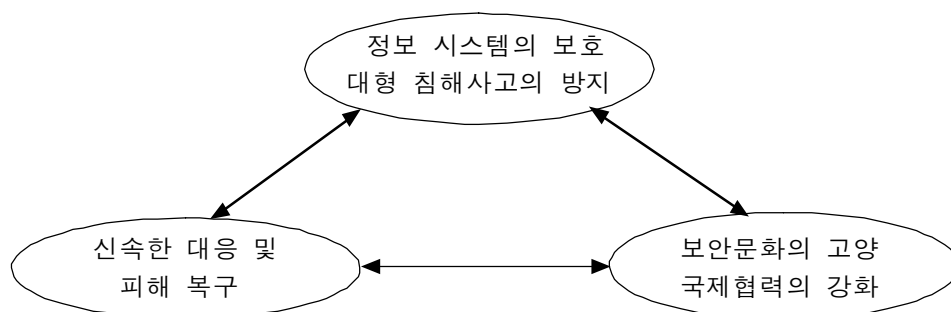 정보 시스템의 보호
대형 침해사고의 방지
신속한 대응 및
피해 복구
보안문화의 고양
국제협력의 강화